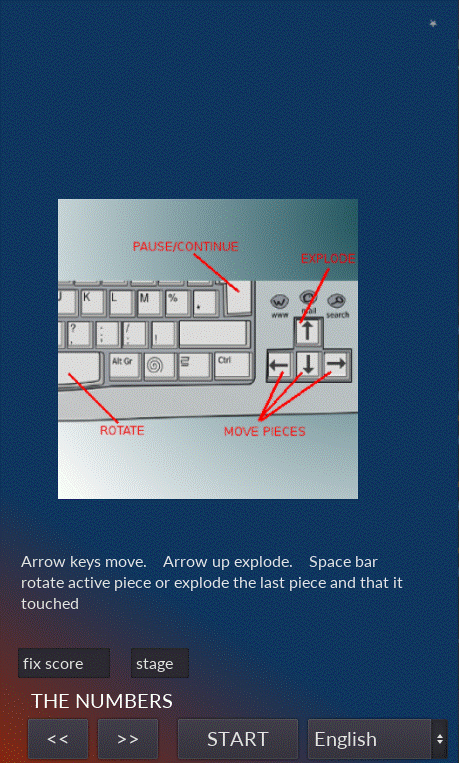 PAUSE/CONTINUE
EXPLODE
www
mail
search
K
L
M
%
*
?
:
;
/
!
Alt Gr
Ctrl
ROTATE
MOVE PIECES
Arrow keys move. Arrow up explode. Space bar
rotate active piece or explode the last piece and that it
touched
fix score
stage
THE NUMBERS
<< >> START English